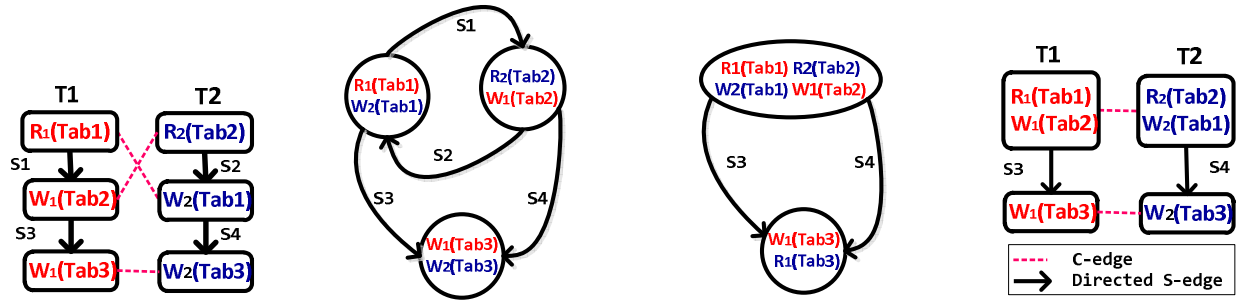 T1 T2
R1(Tab1) R2(Tab2)
S1 S2
W1(Tab2) W2(Tab1)
S3 S4
W1(Tab3) W2(Tab3)
S1
R1(Tab1)
W2(Tab1)
R2(Tab2)
W1(Tab2)
S2
S3
S4
W1(Tab3)
W2(Tab3)
R1(Tab1) R2(Tab2)
W2(Tab1) W1(Tab2)
S3
S4
W1(Tab3)
R1(Tab3)
T1 T2
R1(Tab1)
W1(Tab2)
R2(Tab2)
W2(Tab1)
S3 S4
W1(Tab3) W2(Tab3)
C-edge
Directed S-edge